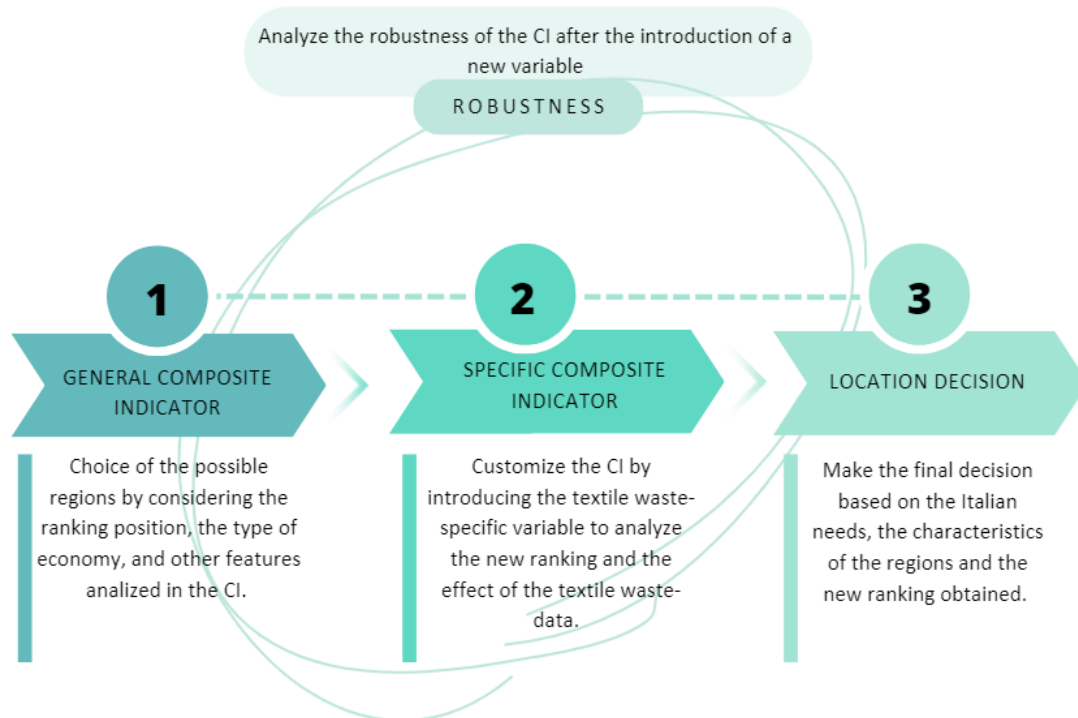 Analyze the robustness of the CI after the introduction of a
new variable
ROBUSTNESS
1
GENERAL COMPOSITE
INDICATOR
Choice of the possible
regions by considering the
ranking position, the type of
economy, and other features
analized in the CI.
2
SPECIFIC COMPOSITE
INDICATOR
Customize the CI by
introducing the textile waste-
specific variable to analyze
the new ranking and the
effect of the textile waste-
data.
3
LOCATION DECISION
Make the final decision
based on the Italian
needs, the characteristics
of the regions and the
new ranking obtained.